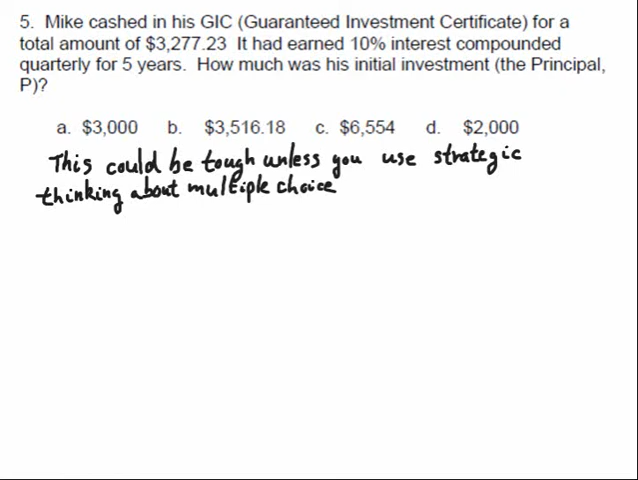 5. Mike cashed in his GIC (Guaranteed Investment Certificate) for a
total amount of $3,277.23 It had earned 10% interest compounded
quarterly for 5 years. How much was his initial investment (the Principal,
P)?
a. $3,000 b. $3,516.18 c. $6,554 d. $2,000
This could be tough unless you use strategic
thinking about multiple choice